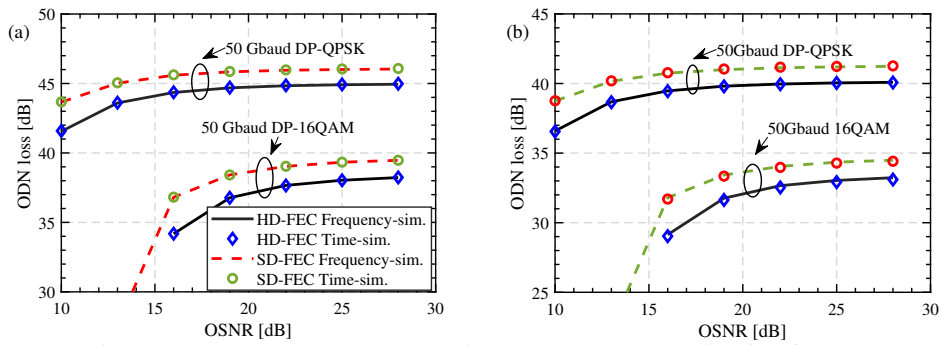 (a)
50 Gbaud DP-QPSK
50 Gbaud DP-16QAM
HD-FEC Frequency-sim.
HD-FEC Time-sim.
SD-FEC Frequency-sim.
SD-FEC Time-sim.
ODN loss [dB]
50
45
40
35
30
10
15
20
25
30
OSNR [dB]
(b)
50Gbaud DP-QPSK
50Gbaud 16QAM
ODN loss [dB]
45
40
35
30
25
10
15
20
25
30
OSNR [dB]